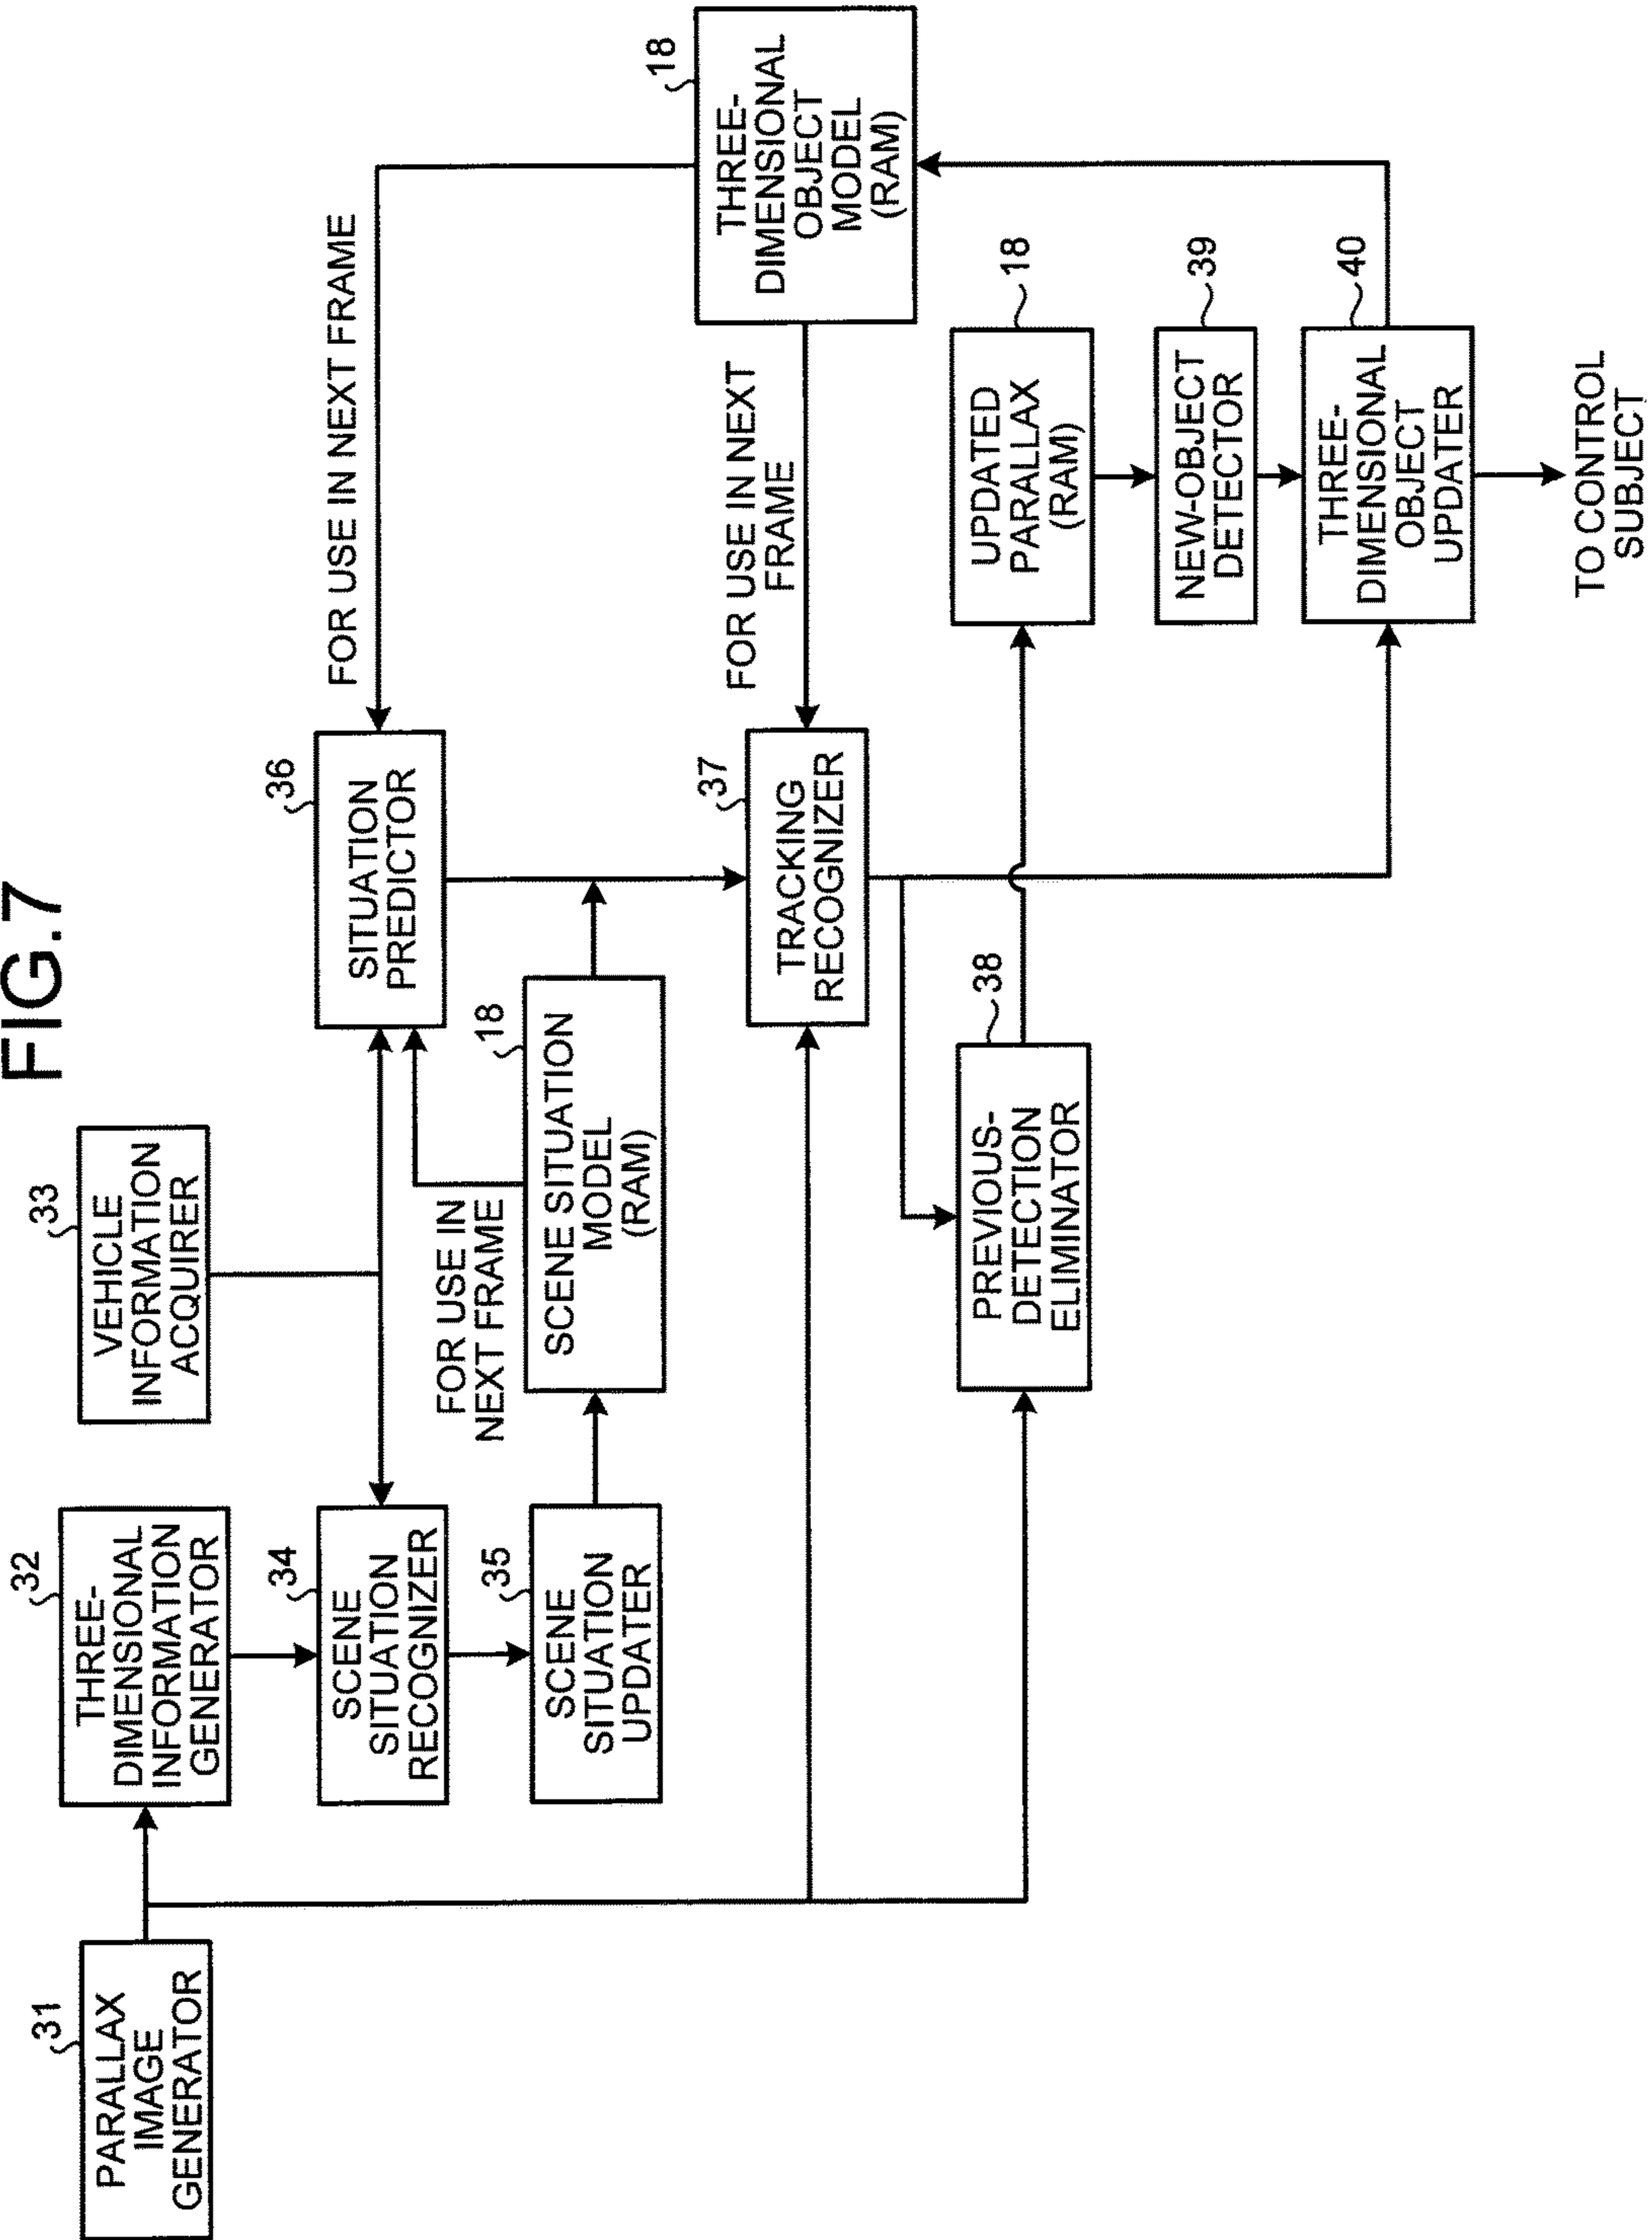 FIG.7
31
PARALLAX
IMAGE
GENERATOR
32
THREE-
DIMENSIONAL
INFORMATION
GENERATOR
33
VEHICLE
INFORMATION
ACQUIRER
34
SCENE
SITUATION
RECOGNIZER
35
SCENE
SITUATION
UPDATER
FOR USE IN
NEXT FRAME
18
SCENE SITUATION
MODEL
(RAM)
36
SITUATION
PREDICTOR
FOR USE IN NEXT FRAME
37
TRACKING
RECOGNIZER
FOR USE IN NEXT
FRAME
18
THREE-
DIMENSIONAL
OBJECT
MODEL
(RAM)
38
PREVIOUS-
DETECTION
ELIMINATOR
18
UPDATED
PARALLAX
(RAM)
39
NEW-OBJECT
DETECTOR
40
THREE-
DIMENSIONAL
OBJECT
UPDATER
TO CONTROL
SUBJECT